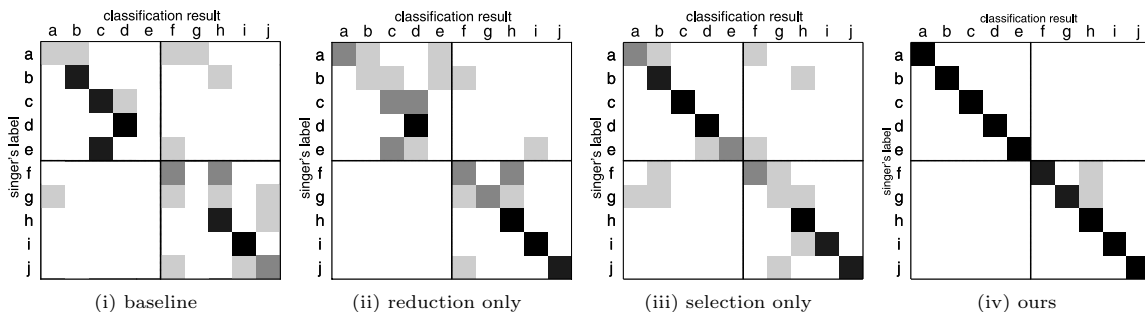 classification result
a b c d e f g h i j
singer's label
a
b
c
d
e
f
g
h
i
j
(i) baseline
classification result
a b c d e f g h i j
singer's label
a
b
c
d
e
f
g
h
i
j
(ii) reduction only
classification result
a b c d e f g h i j
singer's label
a
b
c
d
e
f
g
h
i
j
(iii) selection only
classification result
a b c d e f g h i j
singer's label
a
b
c
d
e
f
g
h
i
j
(iv) ours